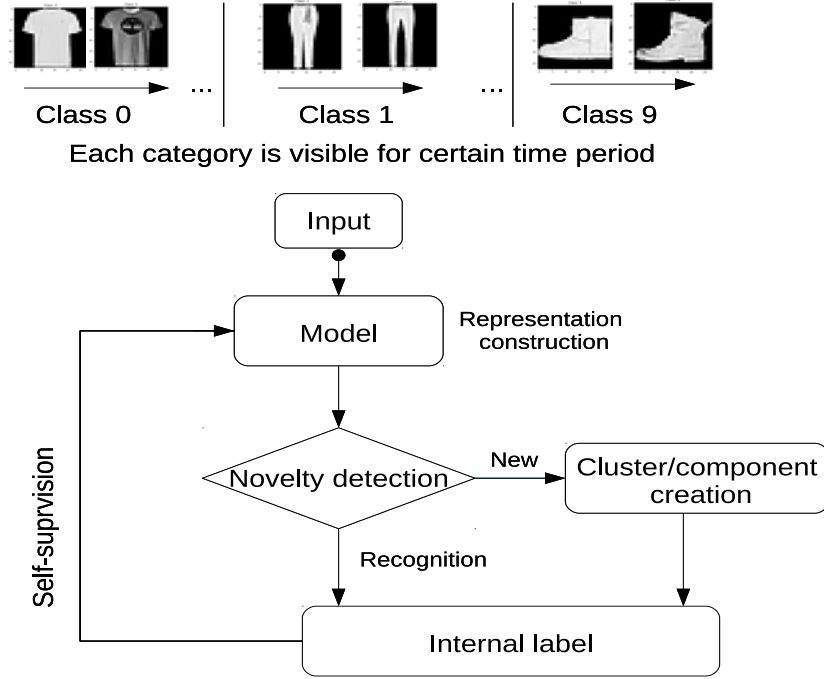 ...
...
Class 0
Class 1
Class 9
Each category is visible for certain time period
Input
Model
Representation
construction
Novelty detection
New
Cluster/component
creation
Recognition
Self-suprvision
Internal label